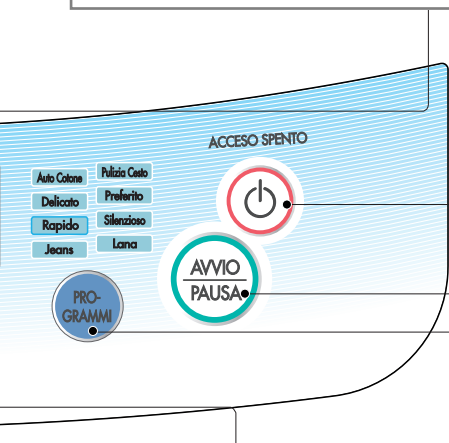 ACCESO SPENTO
Auto Cotone
Pulizia Cesto
Delicato
Preferito
Rapido
Silenzioso
Jeans
Lana
AVVIO
PAUSA
PRO-
GRAMMI